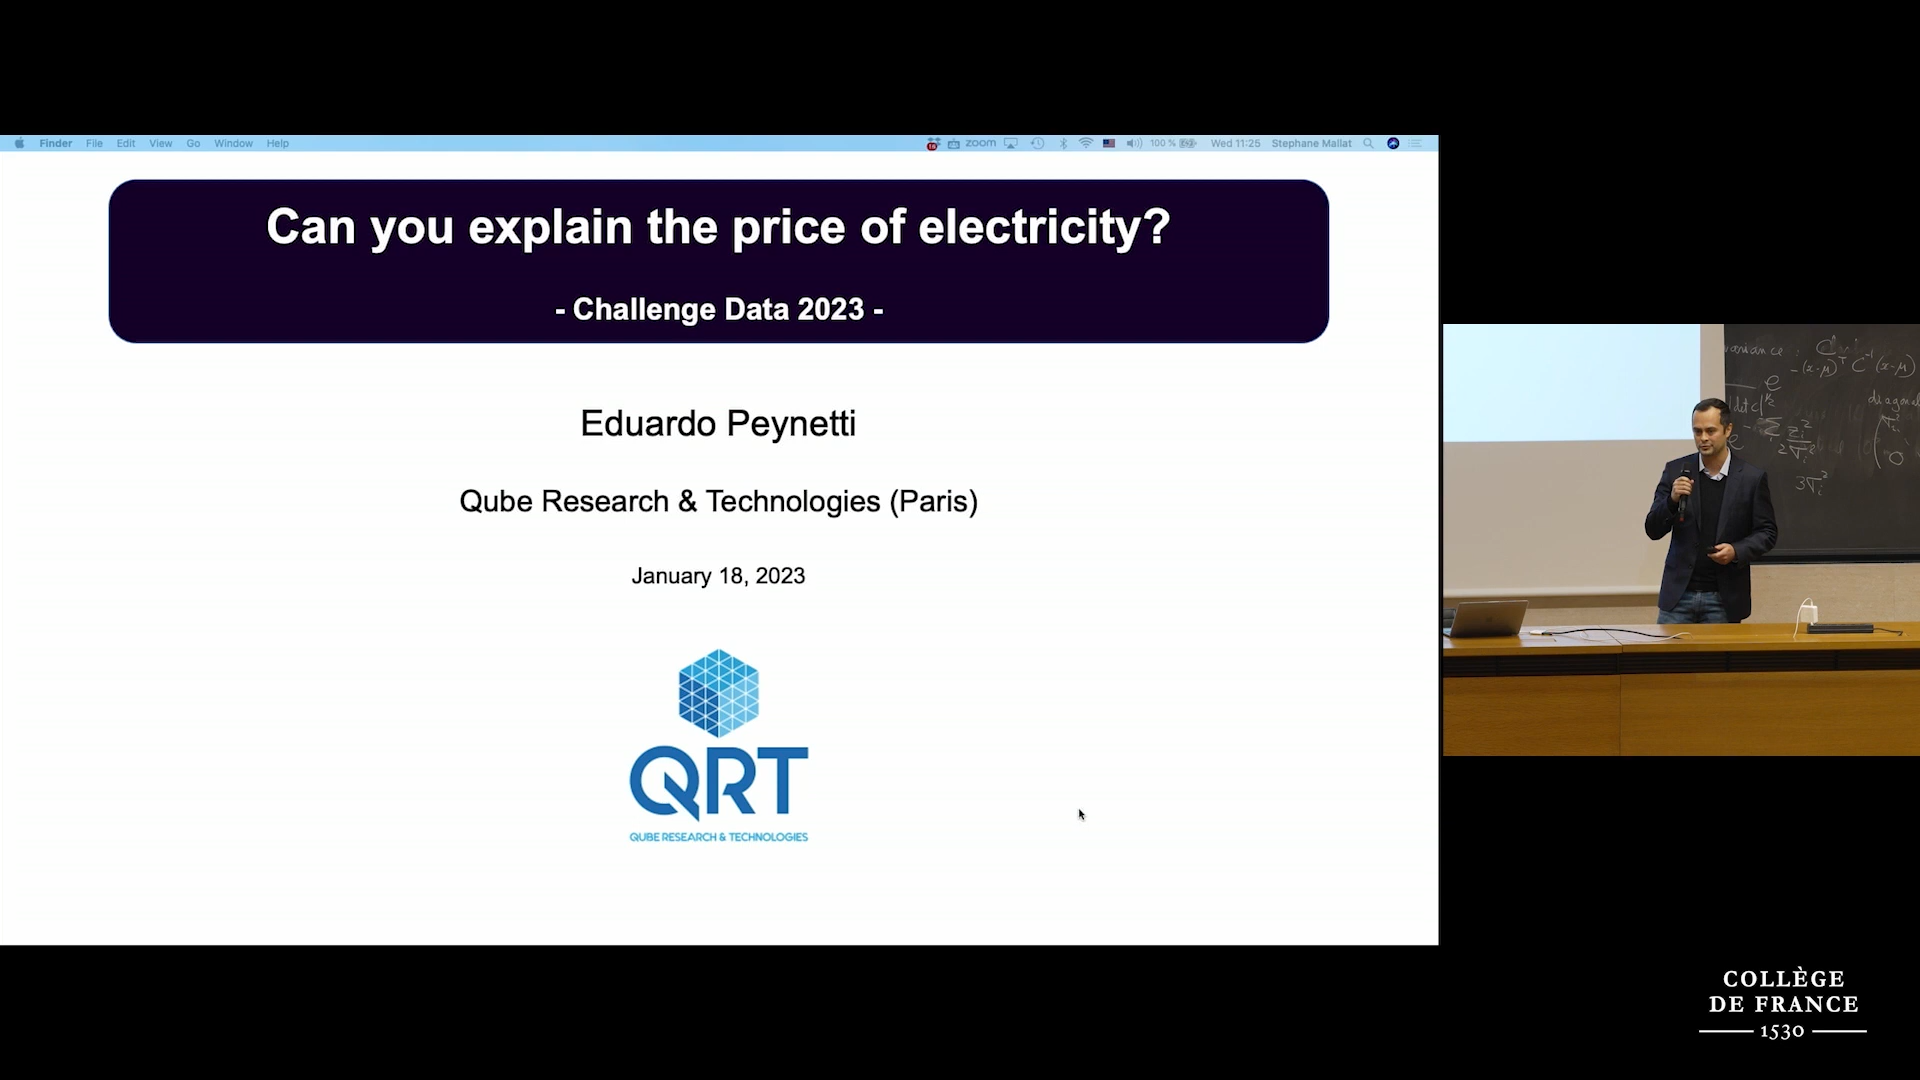 Finder File Edit View Go Window Help zoom 100 % Wed 11:25 Stephane Mallat
Can you explain the price of electricity?
- Challenge Data 2023 -
Eduardo Peynetti
Qube Research & Technologies (Paris)
January 18, 2023
QRT
QUBE RESEARCH & TECHNOLOGIES
variance :
diagonal
COLLÈGE
DE FRANCE
1530